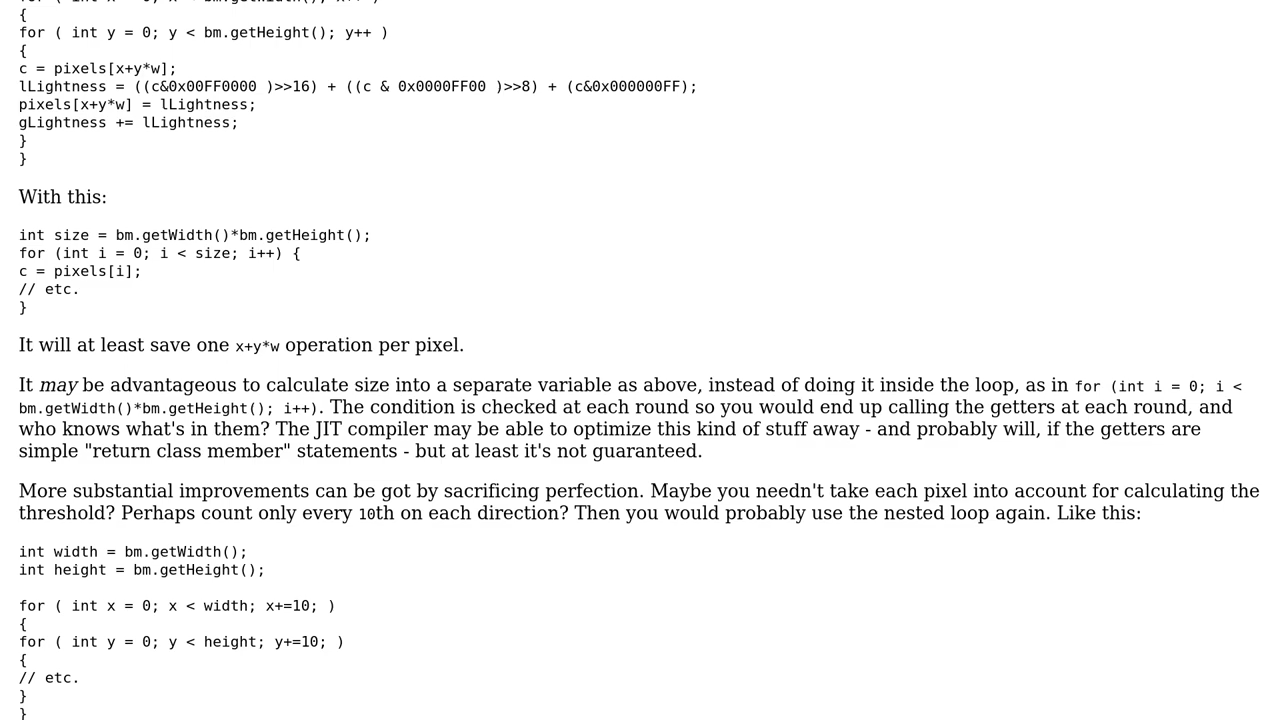 {
for ( int y = 0; y < bm.getHeight(); y++ )
{
c = pixels[x+y*w];
lLightness = ((c&0x00FF0000 )>>16) + ((c & 0x0000FF00 )>>8) + (c&0x000000FF);
pixels[x+y*w] = lLightness;
gLightness += lLightness;
}
}
With this:
int size = bm.getWidth()*bm.getHeight();
for (int i = 0; i < size; i++) {
c = pixels[i];
// etc.
}
It will at least save one x+y*w operation per pixel.
It may be advantageous to calculate size into a separate variable as above, instead of doing it inside the loop, as in for (int i = 0; i <
bm.getWidth()*bm.getHeight(); i++). The condition is checked at each round so you would end up calling the getters at each round, and
who knows what's in them? The JIT compiler may be able to optimize this kind of stuff away - and probably will, if the getters are
simple "return class member" statements - but at least it's not guaranteed.
More substantial improvements can be got by sacrificing perfection. Maybe you needn't take each pixel into account for calculating the
threshold? Perhaps count only every 10th on each direction? Then you would probably use the nested loop again. Like this:
int width = bm.getWidth();
int height = bm.getHeight();
for ( int x = 0; x < width; x+=10; )
{
for ( int y = 0; y < height; y+=10; )
{
// etc.
}
}